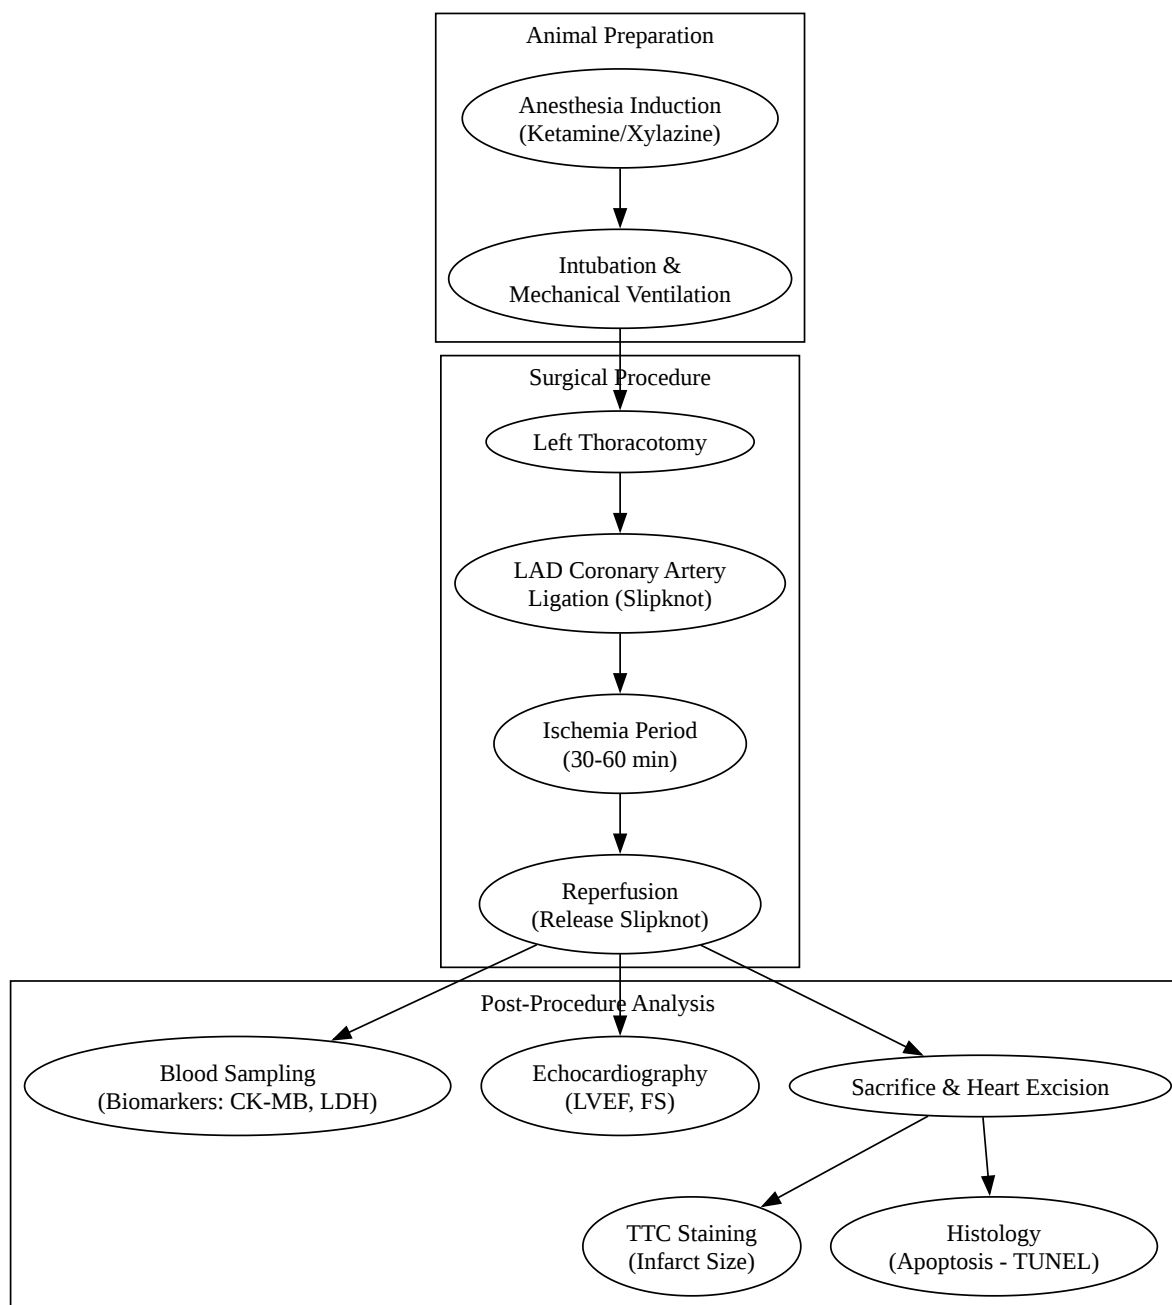 Animal Preparation
Anesthesia Induction
(Ketamine/Xylazine)
Intubation &
Mechanical Ventilation
Surgical Procedure
Left Thoracotomy
LAD Coronary Artery
Ligation (Slipknot)
Ischemia Period
(30-60 min)
Reperfusion
(Release Slipknot)
Post-Procedure Analysis
Blood Sampling
(Biomarkers: CK-MB, LDH)
Echocardiography
(LVEF, FS)
Sacrifice & Heart Excision
TTC Staining
(Infarct Size)
Histology
(Apoptosis - TUNEL)